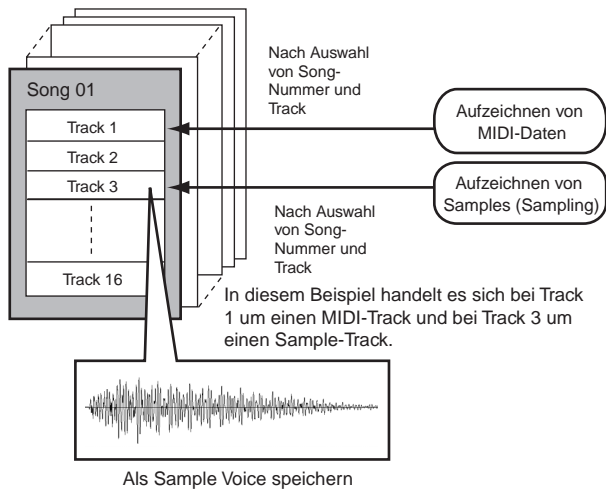 Song 01
Track 1
Track 2
Track 3
Track 16
Nach Auswahl
von Song-
Nummer und
Track
Aufzeichnen von
MIDI-Daten
Aufzeichnen von
Samples (Sampling)
Nach Auswahl
von Song-
Nummer und
Track
In diesem Beispiel handelt es sich bei Track
1 um einen MIDI-Track und bei Track 3 um
einen Sample-Track.
Als Sample Voice speichern